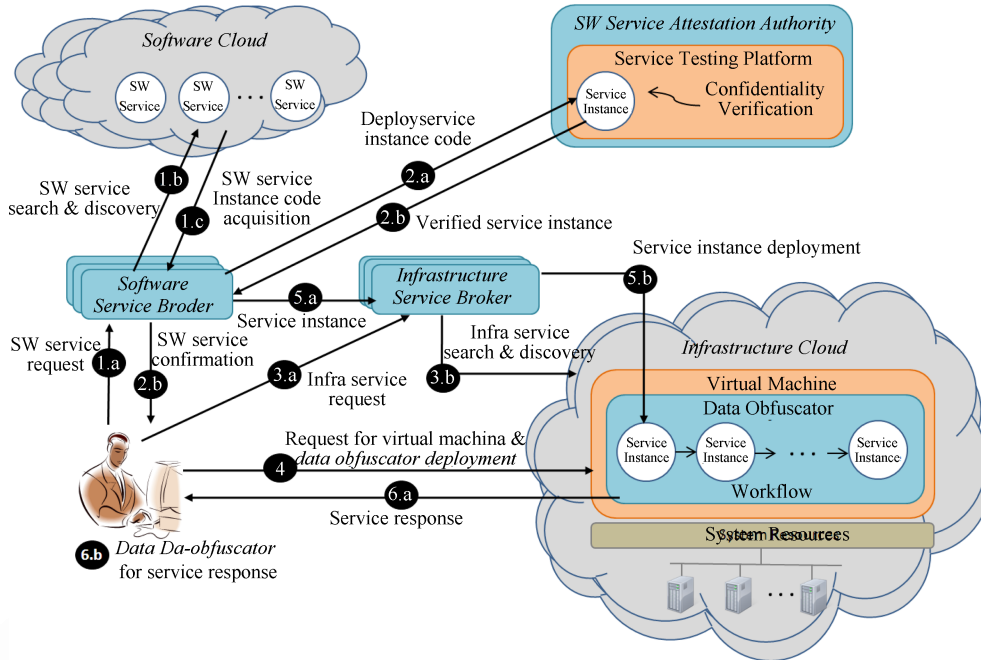 Software Cloud
SW
Service
SW
Service
...
SW
Service
SW Service Attestation Authority
Service Testing Platform
Service
Instance
Confidentiality
Verification
Deployservice
instance code
1.b
SW service
search & discovery
1.c
SW service
Instance code
acquisition
2.a
2.b
Verified service instance
Service instance deployment
Software
Service Broder
Infrastructure
Service Broker
5.a
Service instance
5.b
SW service
request
1.a
SW service
confirmation
2.b
3.a
Infra service
request
Infra service
search & discovery
3.b
Infrastructure Cloud
Virtual Machine
Data Obfuscator
Service
Instance
Service
Instance
...
Service
Instance
Workflow
Request for virtual machina &
data obfuscator deployment
4
6.a
Service response
System Resources
System Resources
...
6.b
Data Da-obfuscator
for service response